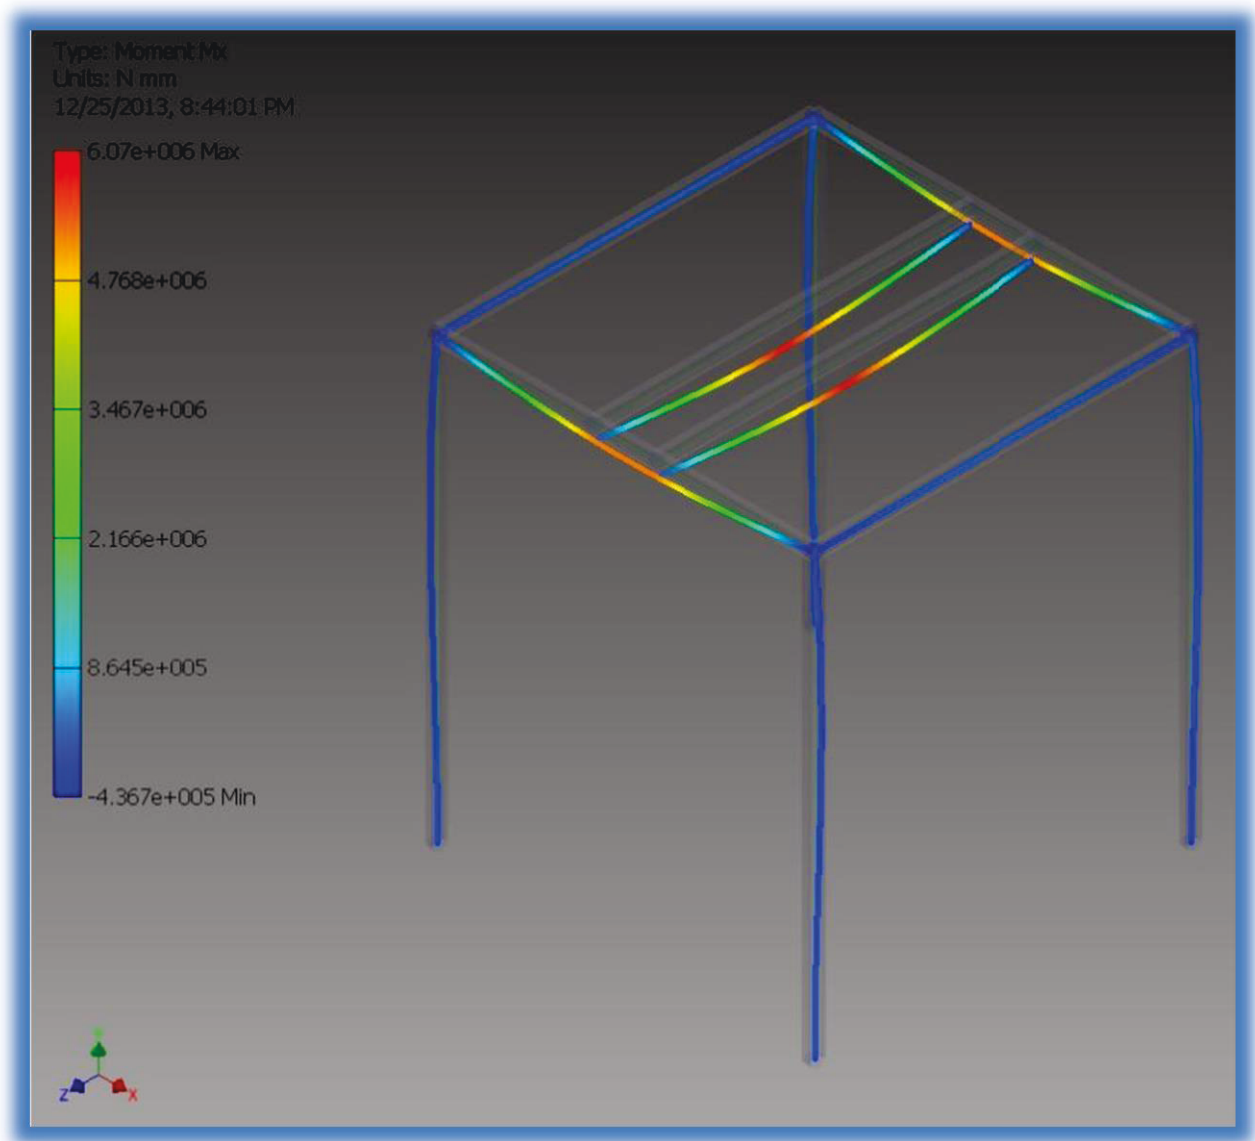 Type: Moment Mx
Units: N mm
12/25/2013, 8:44:01 PM
6.07e+006 Max
4.768e+006
3.467e+006
2.166e+006
8.645e+005
-4.367e+005 Min
Z
X